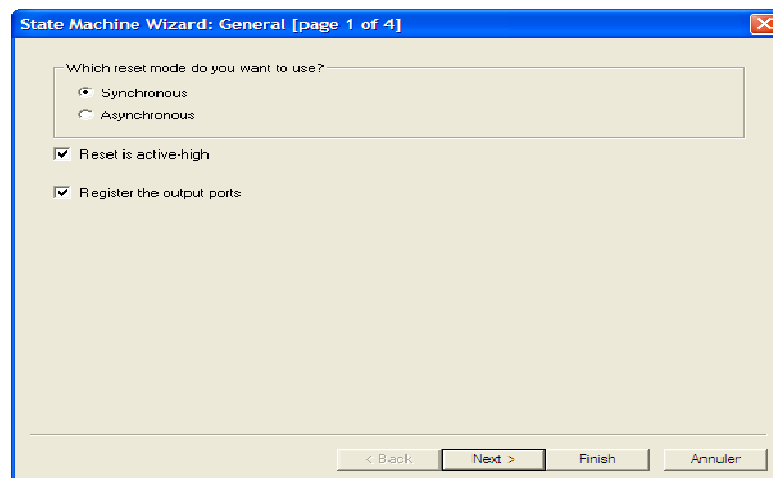 State Machine Wizard: General [page 1 of 4]
Which reset mode do you want to use?
Synchronous
Asynchronous
Reset is active-high
Register the output ports
< Back Next > Finish Annuler